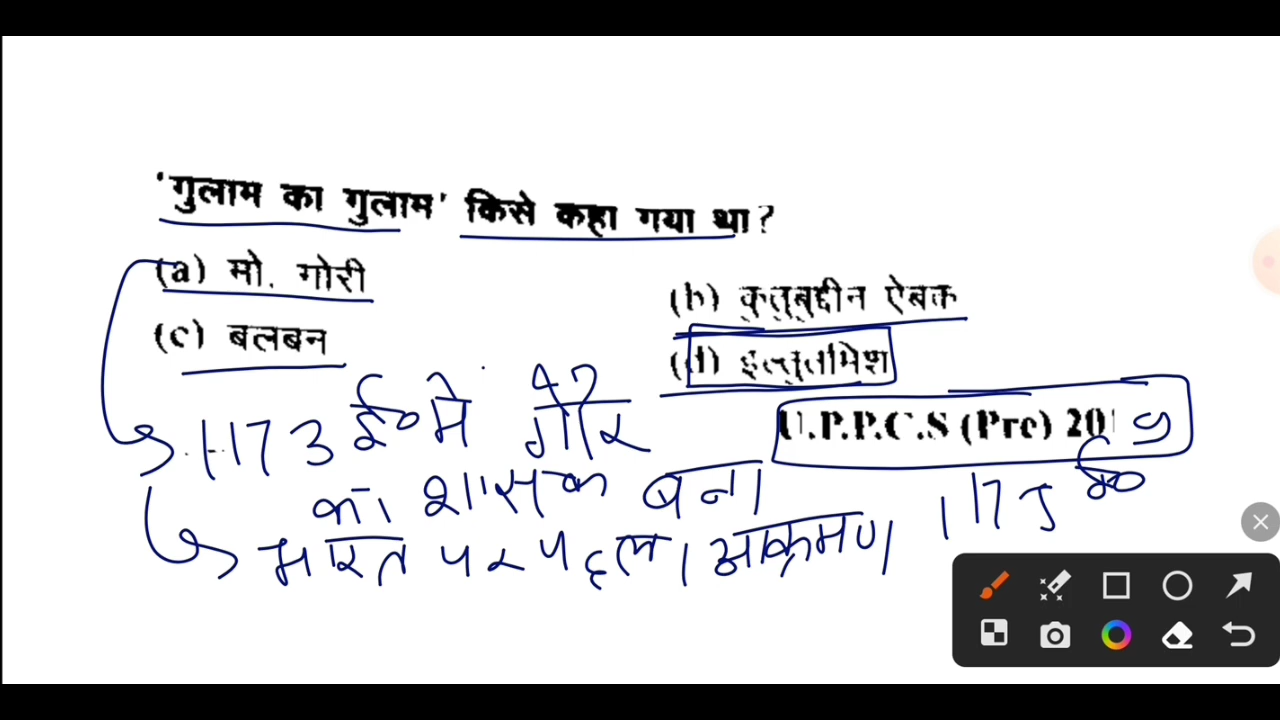 'गुलाम का गुलाम' किसे कहा गया था?
(a) मो. गोरी
(b) कुतुबद्दीन ऐबक
(c) बलबन
(d) इल्तुतमिश
U.P.P.C.S (Pre) 2019
1173 ई० में गौर
का शासक बना
भारत पर पहला आक्रमण 1175 ई०